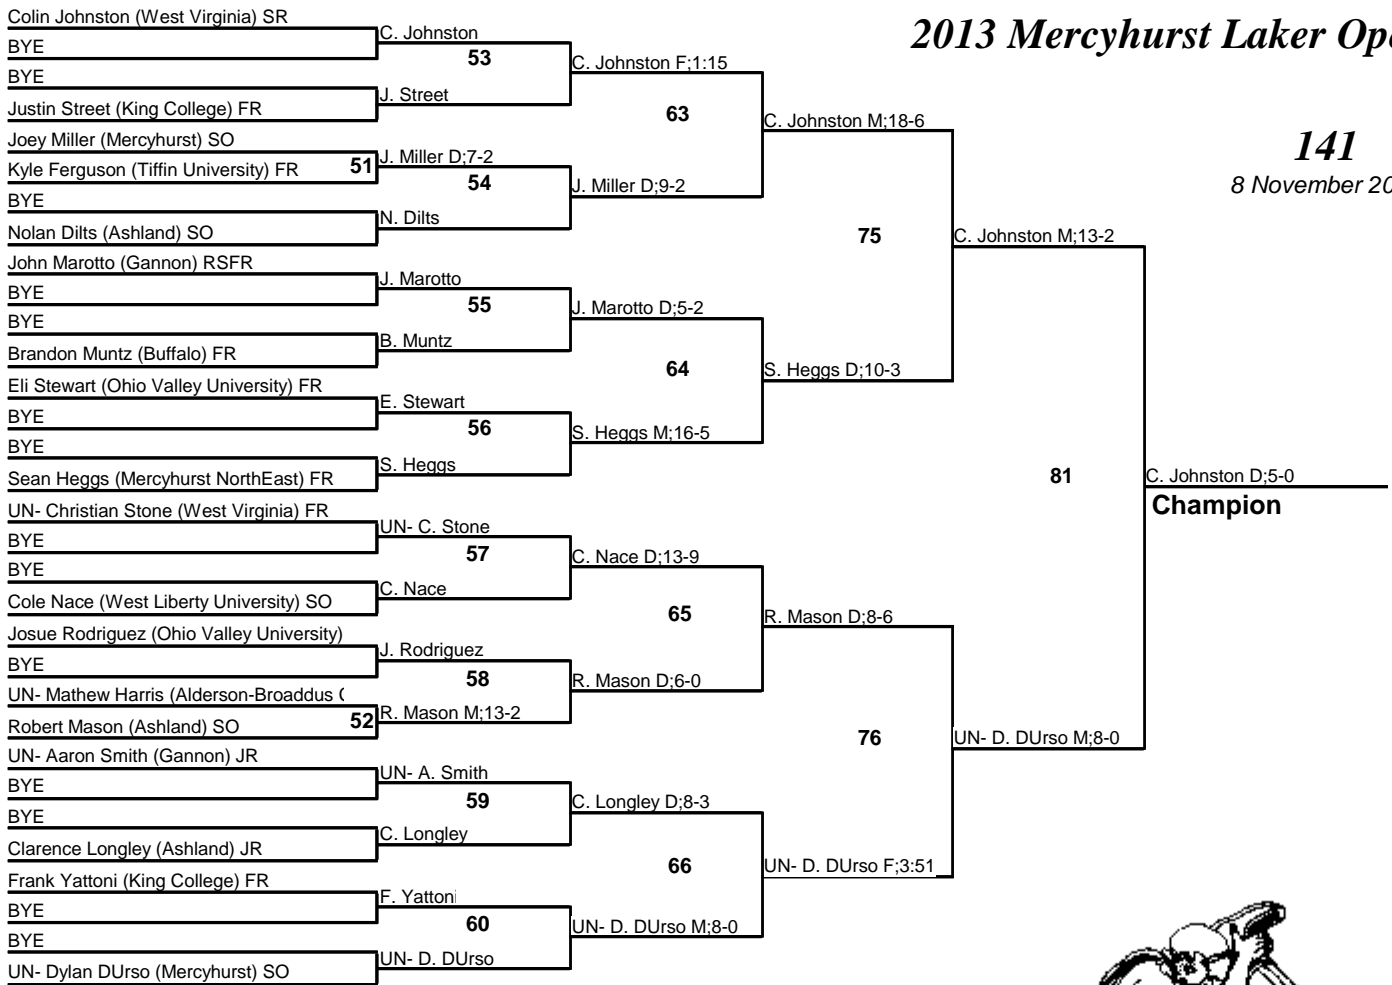 2013 Mercyhurst Laker Op
141
8 November 20
Colin Johnston (West Virginia) SR
BYE
BYE
Justin Street (King College) FR
Joey Miller (Mercyhurst) SO
Kyle Ferguson (Tiffin University) FR
51
BYE
Nolan Dilts (Ashland) SO
John Marotto (Gannon) RSFR
BYE
BYE
Brandon Muntz (Buffalo) FR
Eli Stewart (Ohio Valley University) FR
BYE
BYE
Sean Heggs (Mercyhurst NorthEast) FR
UN- Christian Stone (West Virginia) FR
BYE
BYE
Cole Nace (West Liberty University) SO
Josue Rodriguez (Ohio Valley University)
BYE
UN- Mathew Harris (Alderson-Broaddus
Robert Mason (Ashland) SO
52
UN- Aaron Smith (Gannon) JR
BYE
BYE
Clarence Longley (Ashland) JR
Frank Yattoni (King College) FR
BYE
BYE
UN- Dylan DUrso (Mercyhurst) SO
C. Johnston
53
J. Street
J. Miller D;7-2
54
N. Dilts
J. Marotto
55
B. Muntz
E. Stewart
56
S. Heggs
UN- C. Stone
57
C. Nace
J. Rodriguez
58
R. Mason M;13-2
UN- A. Smith
59
C. Longley
F. Yattoni
60
UN- D. DUrso
C. Johnston F;1:15
63
J. Miller D;9-2
J. Marotto D;5-2
64
S. Heggs M;16-5
C. Nace D;13-9
65
R. Mason D;6-0
C. Longley D;8-3
66
UN- D. DUrso M;8-0
C. Johnston M;18-6
75
S. Heggs D;10-3
R. Mason D;8-6
76
UN- D. DUrso F;3:51
C. Johnston M;13-2
81
UN- D. DUrso M;8-0
C. Johnston D;5-0
Champion